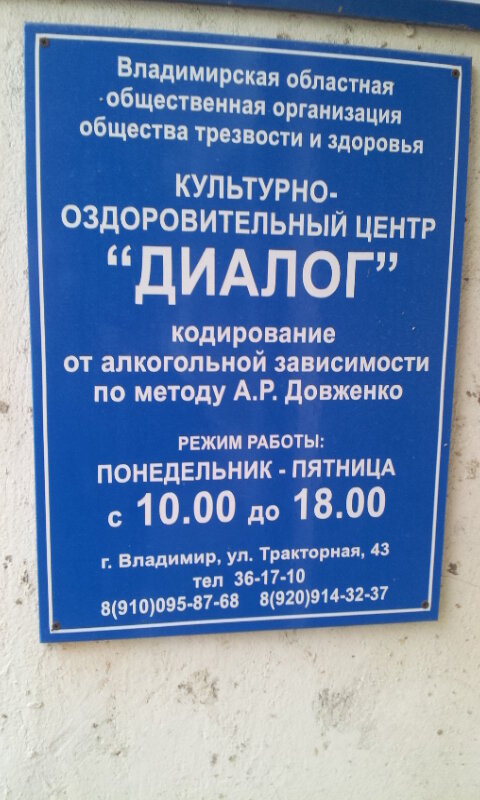 Владимирская областная
общественная организация
общества трезвости и здоровья
КУЛЬТУРНО-
ОЗДОРОВИТЕЛЬНЫЙ ЦЕНТР
“ДИАЛОГ”
кодирование
от алкогольной зависимости
по методу А.Р. Довженко
РЕЖИМ РАБОТЫ:
ПОНЕДЕЛЬНИК - ПЯТНИЦА
с 10.00 до 18.00
г. Владимир, ул. Тракторная, 43
тел 36-17-10
8(910)095-87-68 8(920)914-32-37